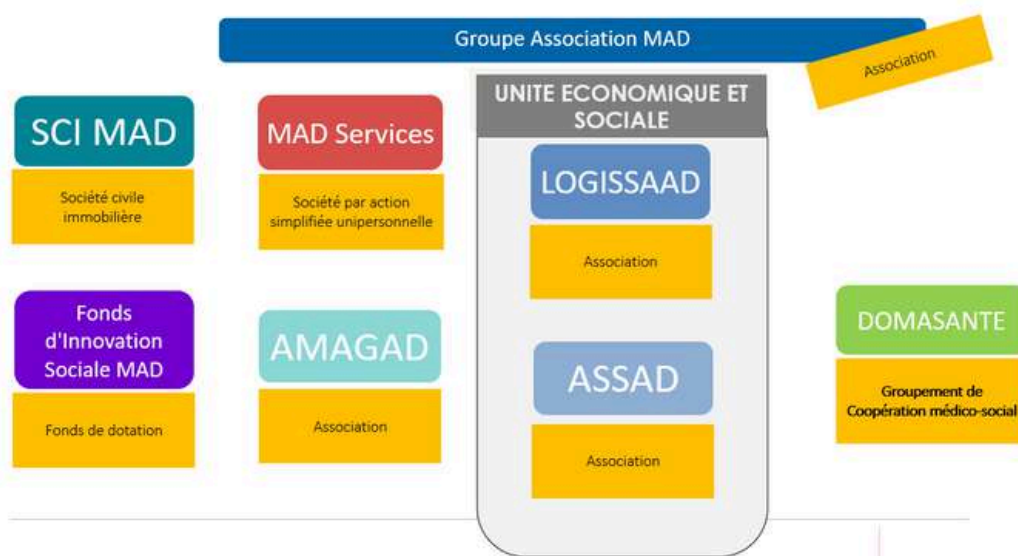 Groupe Association MAD
Association
UNITE ECONOMIQUE ET
SOCIALE
SCI MAD
Société civile
immobilière
MAD Services
Société par action
simplifiée unipersonnelle
LOGISSAAD
Association
Fonds
d'Innovation
Sociale MAD
Fonds de dotation
AMAGAD
Association
ASSAD
Association
DOMASANTE
Groupement de
Coopération médico-social